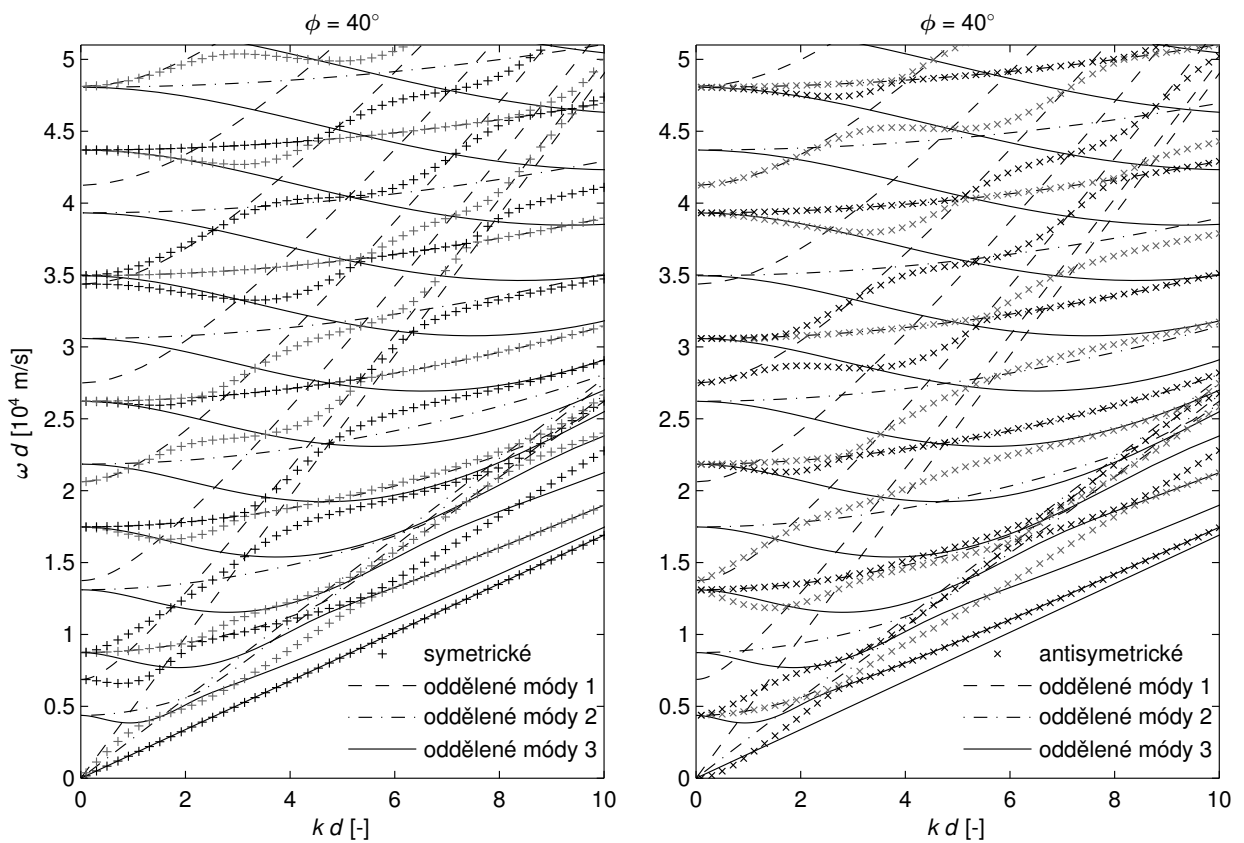 ϕ = 40°
5
4.5
4
3.5
3
2.5
2
1.5
1
0.5
0
ω d [10⁴ m/s]
symetrické
oddělené módy 1
oddělené módy 2
oddělené módy 3
0 2 4 6 8 10
k d [-]
ϕ = 40°
5
4.5
4
3.5
3
2.5
2
1.5
1
0.5
0
antisymetrické
oddělené módy 1
oddělené módy 2
oddělené módy 3
0 2 4 6 8 10
k d [-]